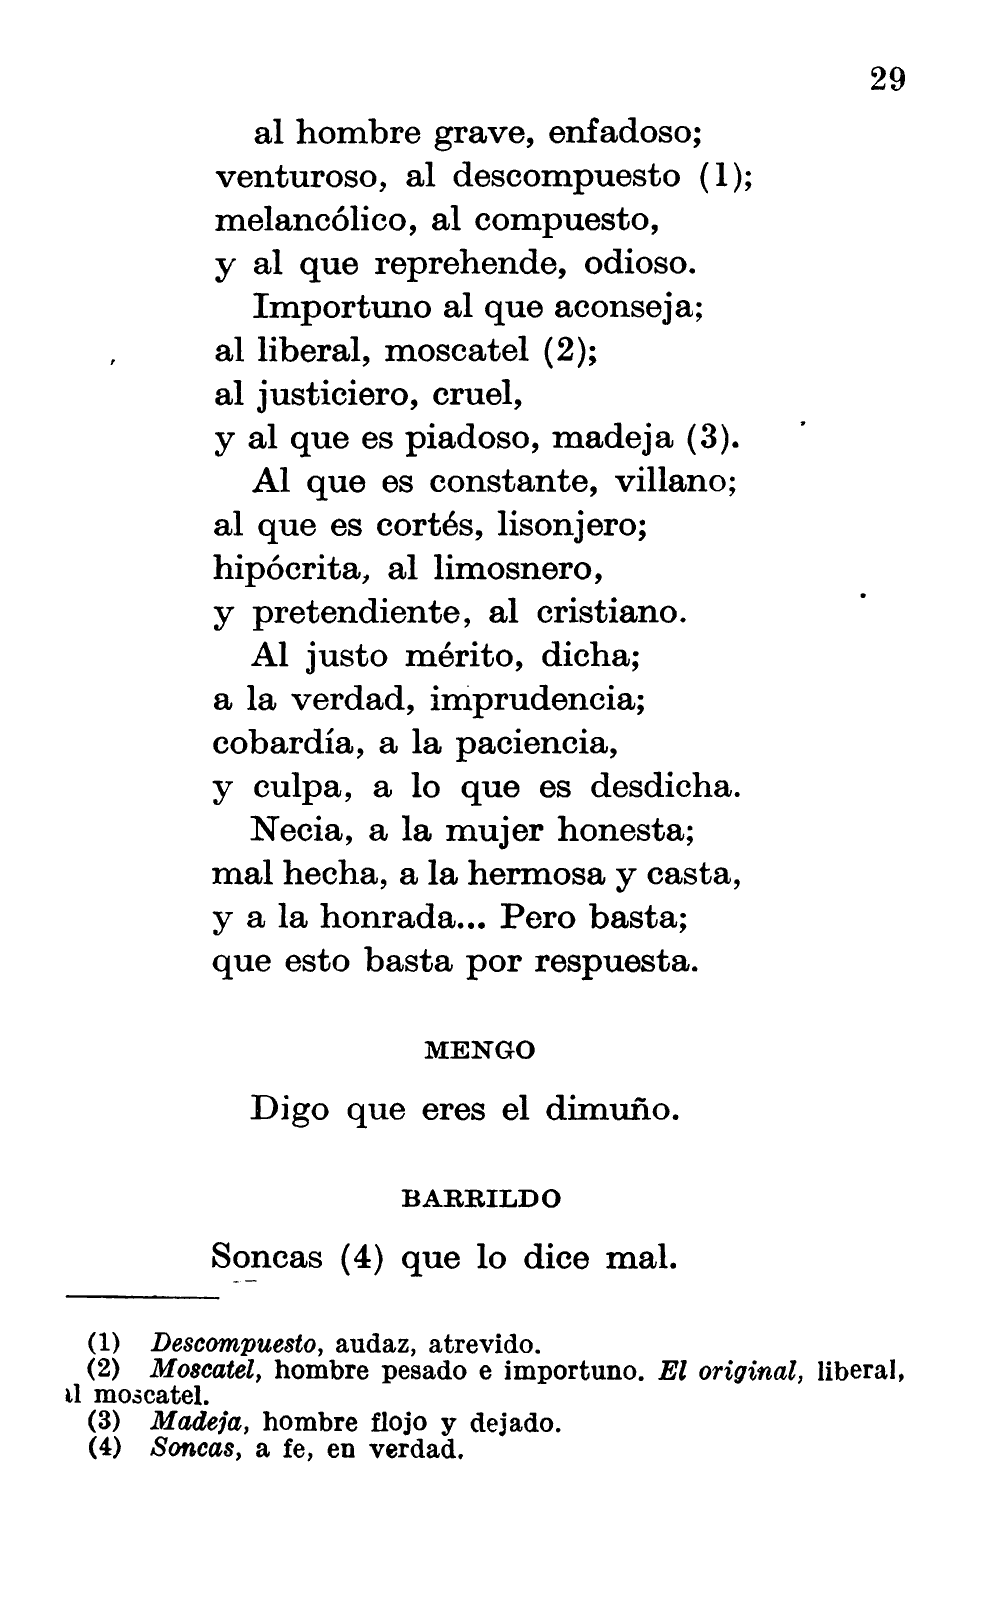 29
al hombre grave, enfadoso;
venturoso, al descompuesto (1);
melancólico, al compuesto,
y al que reprehende, odioso.
Importuno al que aconseja;
al liberal, moscatel (2);
al justiciero, cruel,
y al que es piadoso, madeja (3).
Al que es constante, villano;
al que es cortés, lisonjero;
hipócrita, al limosnero,
y pretendiente, al cristiano.
Al justo mérito, dicha;
a la verdad, imprudencia;
cobardía, a la paciencia,
y culpa, a lo que es desdicha.
Necia, a la mujer honesta;
mal hecha, a la hermosa y casta,
y a la honrada... Pero basta;
que esto basta por respuesta.
MENGO
Digo que eres el dimuño.
BARRILDO
Soncas (4) que lo dice mal.
(1) Descompuesto, audaz, atrevido.
(2) Moscatel, hombre pesado e importuno. El original, liberal,
al moscatel.
(3) Madeja, hombre flojo y dejado.
(4) Soncas, a fe, en verdad.